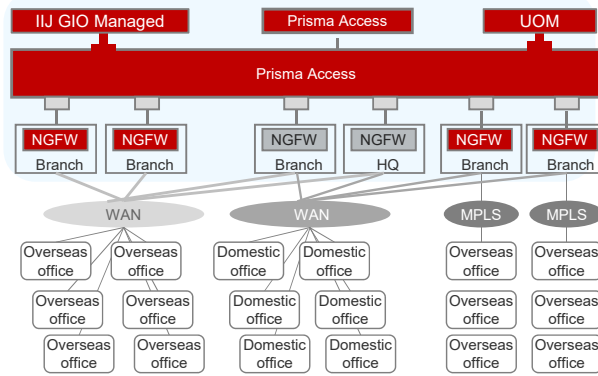 IIJ GIO Managed
Prisma Access
UOM
Prisma Access
NGFW
NGFW
NGFW
NGFW
NGFW
NGFW
Branch
Branch
Branch
HQ
Branch
Branch
WAN
WAN
MPLS
MPLS
Overseas
office
Overseas
office
Domestic
office
Domestic
office
Overseas
office
Overseas
office
Overseas
office
Overseas
office
Domestic
office
Domestic
office
Overseas
office
Overseas
office
Overseas
office
Overseas
office
Domestic
office
Domestic
office
Overseas
office
Overseas
office